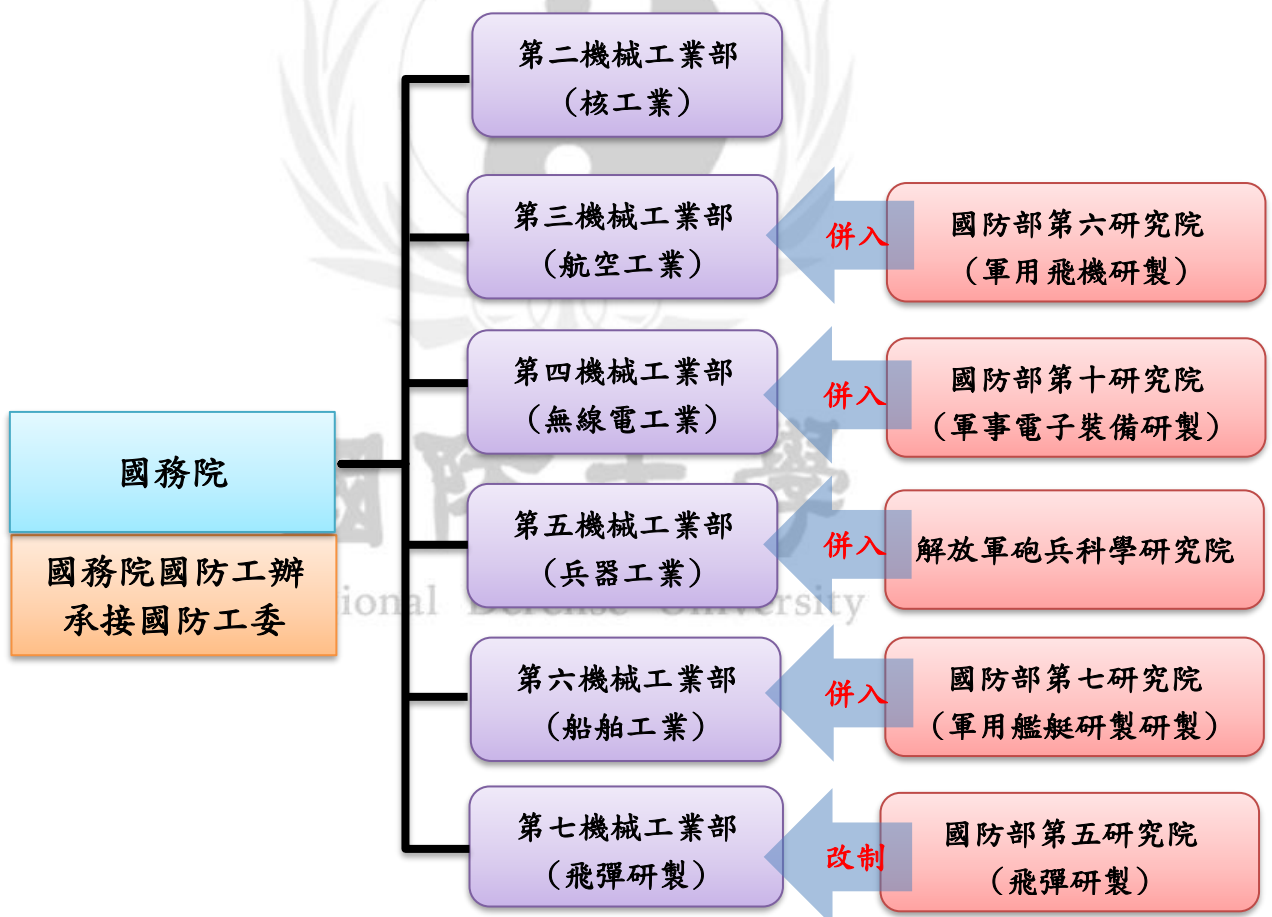 國務院
國務院國防工辦
承接國防工委
第二機械工業部
(核工業)
第三機械工業部
(航空工業)
併入
國防部第六研究院
(軍用飛機研製)
第四機械工業部
(無線電工業)
併入
國防部第十研究院
(軍事電子裝備研製)
第五機械工業部
(兵器工業)
併入
解放軍砲兵科學研究院
第六機械工業部
(船舶工業)
併入
國防部第七研究院
(軍用艦艇研製研製)
第七機械工業部
(飛彈研製)
改制
國防部第五研究院
(飛彈研製)